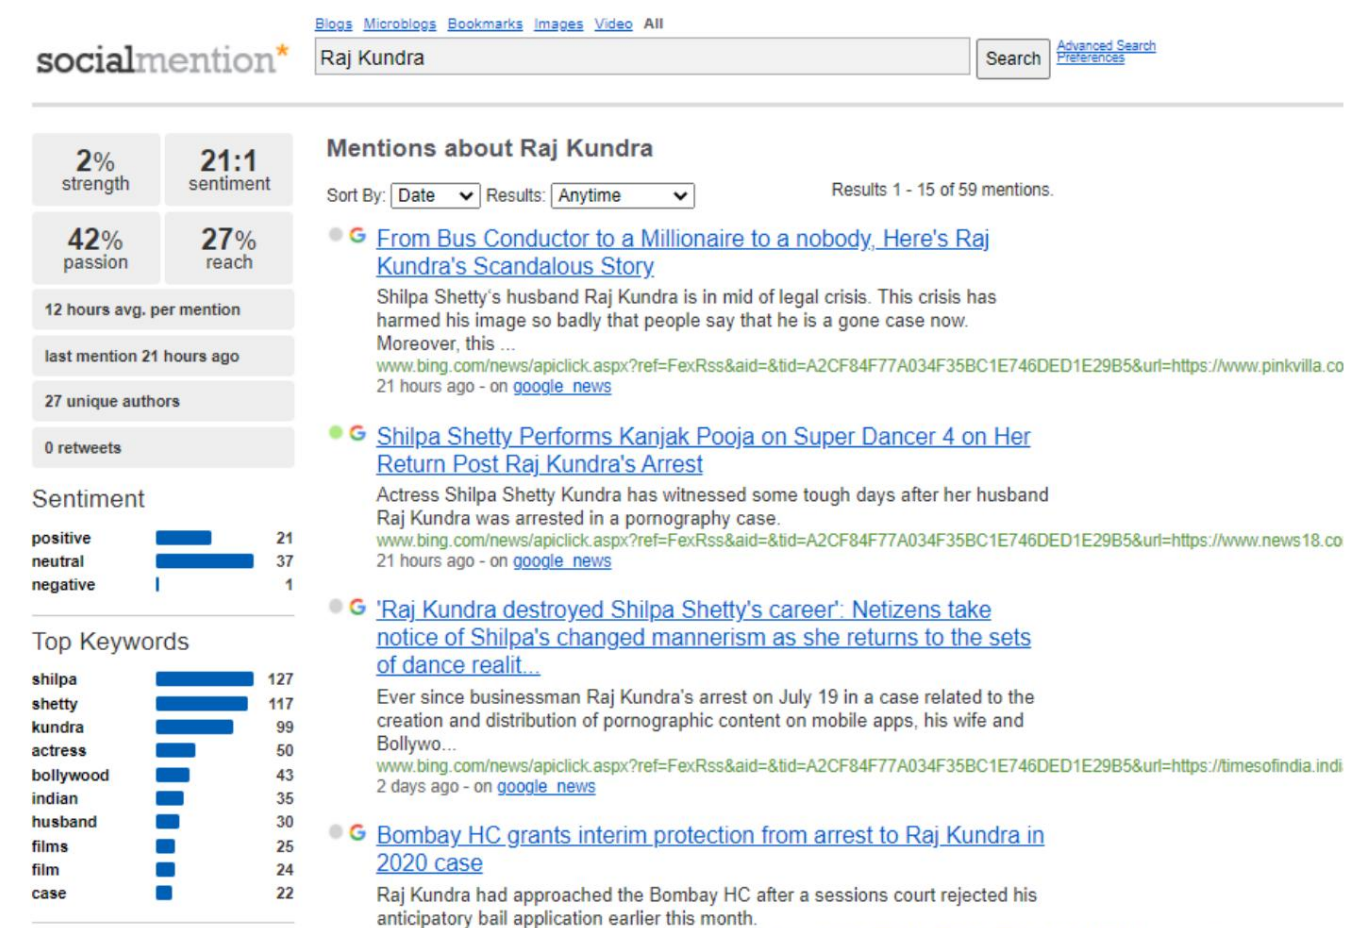 Blogs Microblogs Bookmarks Images Video All
socialmention*
Raj Kundra
Search
Advanced Search
Preferences
2%
strength
21:1
sentiment
42%
passion
27%
reach
12 hours avg. per mention
last mention 21 hours ago
27 unique authors
0 retweets
Sentiment
positive 21
neutral 37
negative 1
Top Keywords
shilpa 127
shetty 117
kundra 99
actress 50
bollywood 43
indian 35
husband 30
films 25
film 24
case 22
Mentions about Raj Kundra
Sort By: Date Results: Anytime
Results 1 - 15 of 59 mentions.
From Bus Conductor to a Millionaire to a nobody, Here's Raj
Kundra's Scandalous Story
Shilpa Shetty's husband Raj Kundra is in mid of legal crisis. This crisis has
harmed his image so badly that people say that he is a gone case now.
Moreover, this ...
www.bing.com/news/apiclick.aspx?ref=FexRss&aid=&tid=A2CF84F77A034F35BC1E746DED1E29B5&url=https://www.pinkvilla.co
21 hours ago - on google_news
Shilpa Shetty Performs Kanjak Pooja on Super Dancer 4 on Her
Return Post Raj Kundra's Arrest
Actress Shilpa Shetty Kundra has witnessed some tough days after her husband
Raj Kundra was arrested in a pornography case.
www.bing.com/news/apiclick.aspx?ref=FexRss&aid=&tid=A2CF84F77A034F35BC1E746DED1E29B5&url=https://www.news18.co
21 hours ago - on google_news
'Raj Kundra destroyed Shilpa Shetty's career': Netizens take
notice of Shilpa's changed mannerism as she returns to the sets
of dance realit...
Ever since businessman Raj Kundra's arrest on July 19 in a case related to the
creation and distribution of pornographic content on mobile apps, his wife and
Bollywo...
www.bing.com/news/apiclick.aspx?ref=FexRss&aid=&tid=A2CF84F77A034F35BC1E746DED1E29B5&url=https://timesofindia.indi
2 days ago - on google_news
Bombay HC grants interim protection from arrest to Raj Kundra in
2020 case
Raj Kundra had approached the Bombay HC after a sessions court rejected his
anticipatory bail application earlier this month.